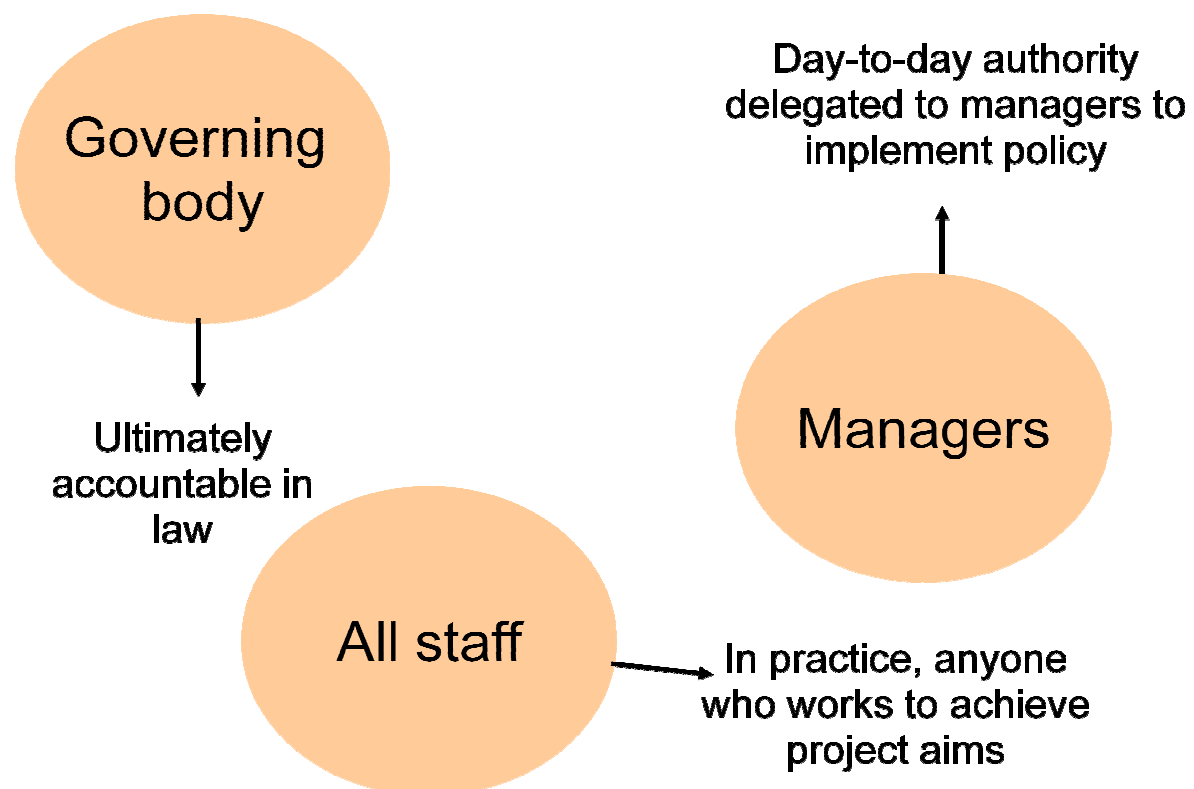 Governing
body
Ultimately
accountable in
law
Day-to-day authority
delegated to managers to
implement policy
Managers
All staff
In practice, anyone
who works to achieve
project aims